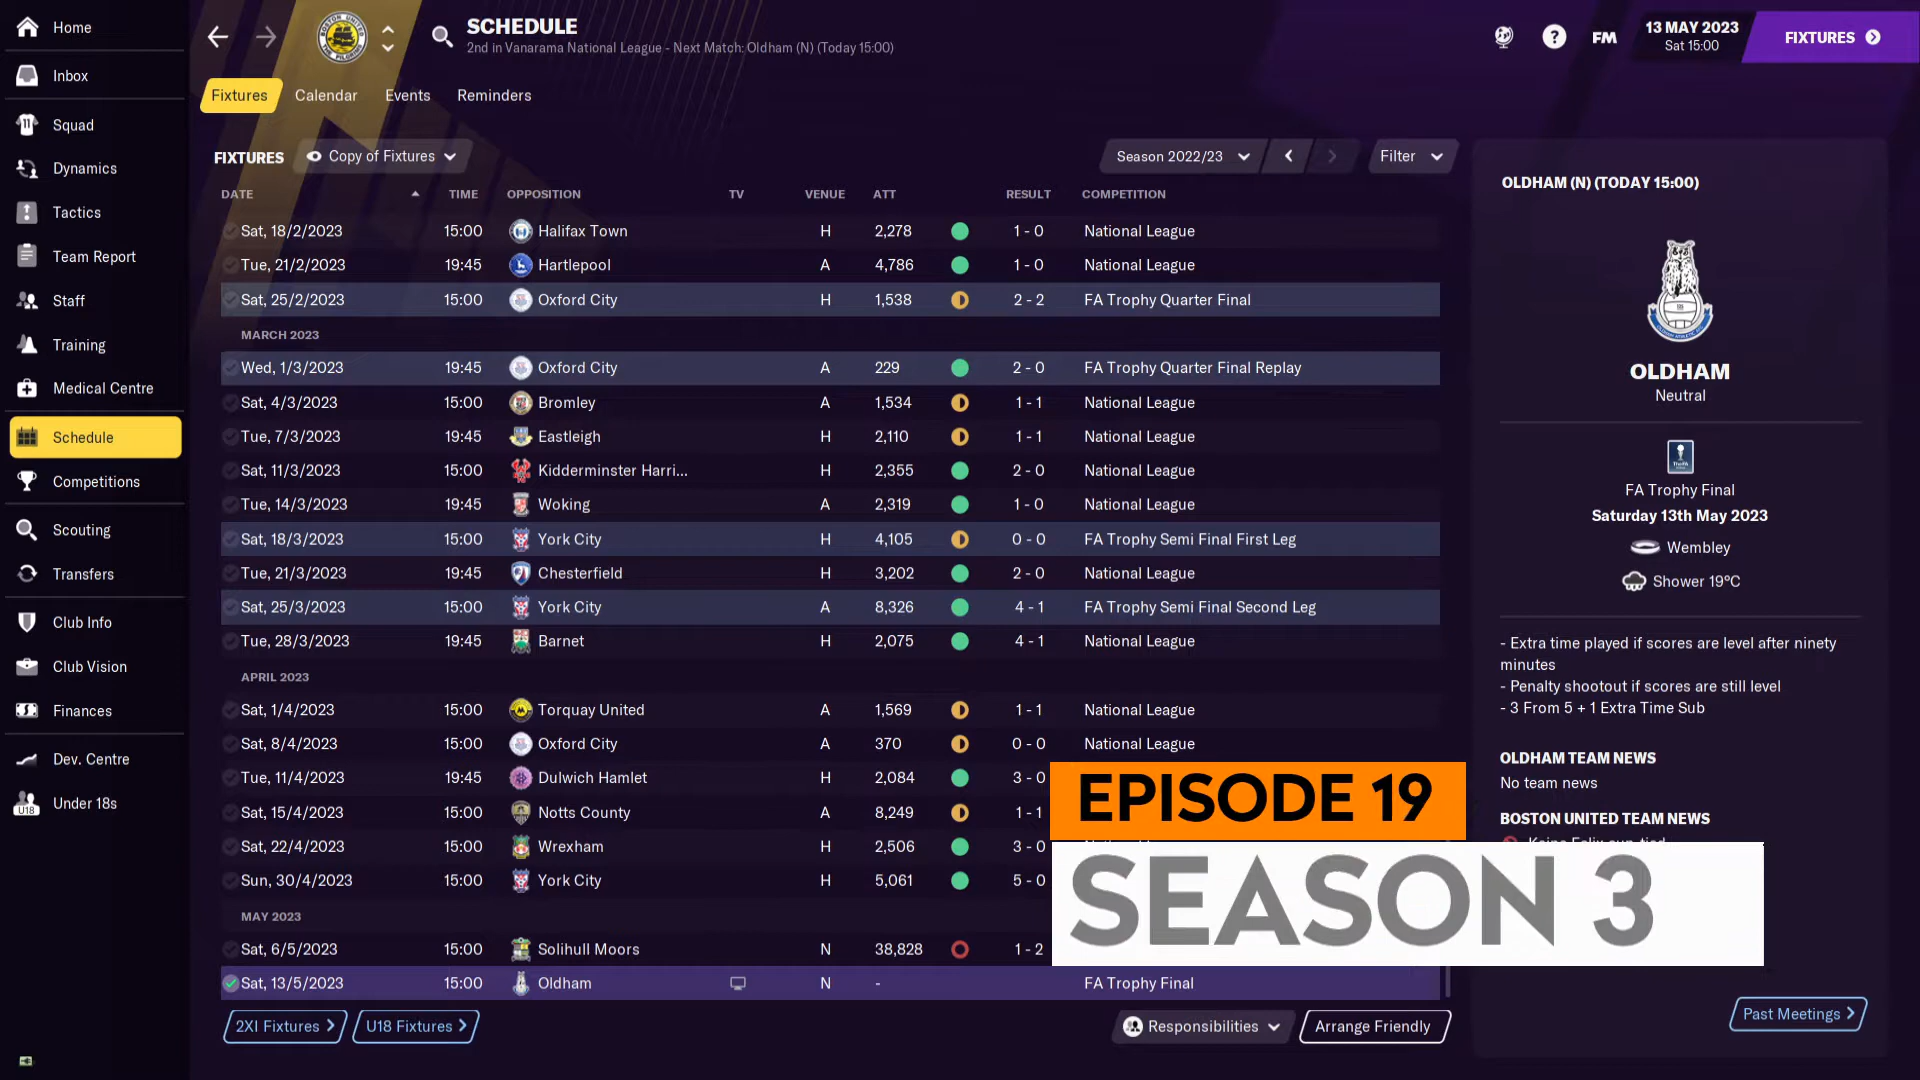 Home
Inbox
Squad
Dynamics
Tactics
Team Report
Staff
Training
Medical Centre
Schedule
Competitions
Scouting
Transfers
Club Info
Club Vision
Finances
Dev. Centre
Under 18s
U18
SCHEDULE
2nd in Vanarama National League - Next Match: Oldham (N) (Today 15:00)
FM
13 MAY 2023
Sat 15:00
FIXTURES
Fixtures Calendar Events Reminders
FIXTURES Copy of Fixtures Season 2022/23 Filter
DATE TIME OPPOSITION TV VENUE ATT RESULT COMPETITION
Sat, 18/2/2023 15:00 Halifax Town H 2,278 1 - 0 National League
Tue, 21/2/2023 19:45 Hartlepool A 4,786 1 - 0 National League
Sat, 25/2/2023 15:00 Oxford City H 1,538 2 - 2 FA Trophy Quarter Final
MARCH 2023
Wed, 1/3/2023 19:45 Oxford City A 229 2 - 0 FA Trophy Quarter Final Replay
Sat, 4/3/2023 15:00 Bromley A 1,534 1 - 1 National League
Tue, 7/3/2023 19:45 Eastleigh H 2,110 1 - 1 National League
Sat, 11/3/2023 15:00 Kidderminster Harri... H 2,355 2 - 0 National League
Tue, 14/3/2023 19:45 Woking A 2,319 1 - 0 National League
Sat, 18/3/2023 15:00 York City H 4,105 0 - 0 FA Trophy Semi Final First Leg
Tue, 21/3/2023 19:45 Chesterfield H 3,202 2 - 0 National League
Sat, 25/3/2023 15:00 York City A 8,326 4 - 1 FA Trophy Semi Final Second Leg
Tue, 28/3/2023 19:45 Barnet H 2,075 4 - 1 National League
APRIL 2023
Sat, 1/4/2023 15:00 Torquay United A 1,569 1 - 1 National League
Sat, 8/4/2023 15:00 Oxford City A 370 0 - 0 National League
Tue, 11/4/2023 19:45 Dulwich Hamlet H 2,084 3 - 0
Sat, 15/4/2023 15:00 Notts County A 8,249 1 - 1
Sat, 22/4/2023 15:00 Wrexham H 2,506 3 - 0
Sun, 30/4/2023 15:00 York City H 5,061 5 - 0
MAY 2023
Sat, 6/5/2023 15:00 Solihull Moors N 38,828 1 - 2
Sat, 13/5/2023 15:00 Oldham N - FA Trophy Final
2XI Fixtures U18 Fixtures Responsibilities Arrange Friendly
EPISODE 19
SEASON 3
OLDHAM (N) (TODAY 15:00)
OLDHAM
Neutral
FA Trophy Final
Saturday 13th May 2023
Wembley
Shower 19°C
- Extra time played if scores are level after ninety
minutes
- Penalty shootout if scores are still level
- 3 From 5 + 1 Extra Time Sub
OLDHAM TEAM NEWS
No team news
BOSTON UNITED TEAM NEWS
Past Meetings